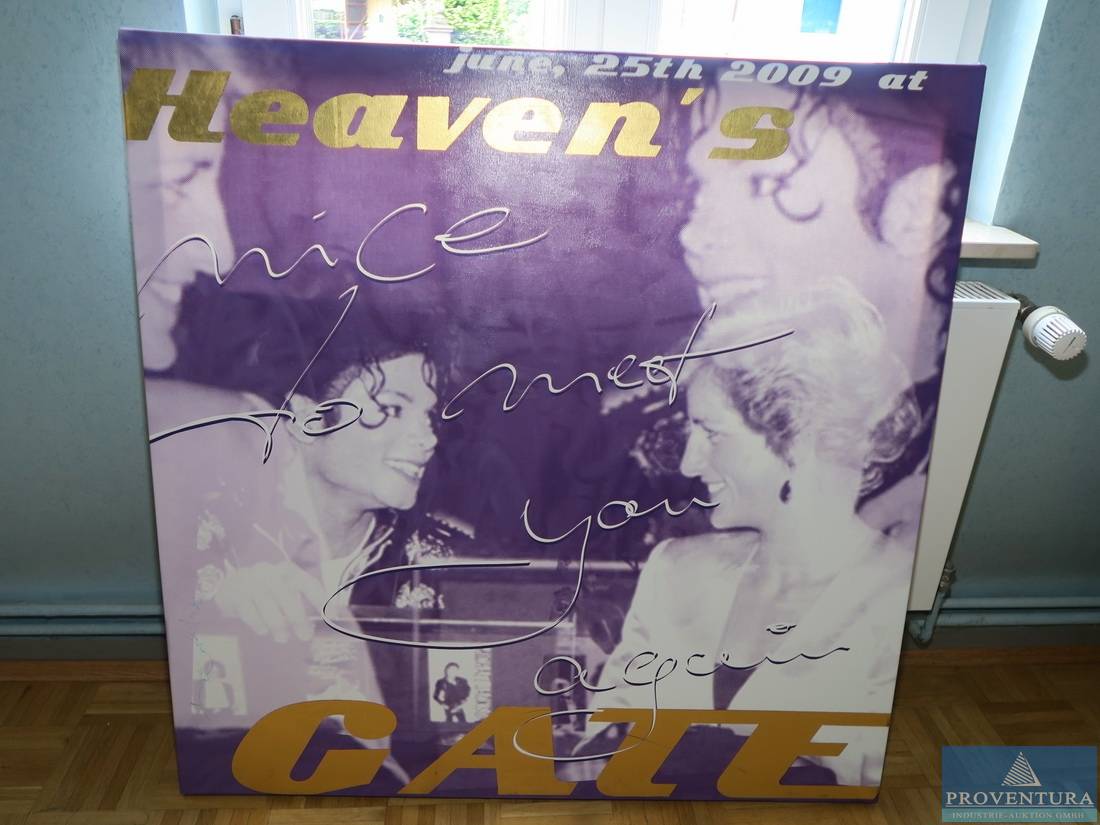 june, 25th 2009 at
Heaven's
nice
to meet
you
again
GATE
PROVENTURA
INDUSTRIE-AUKTION GMBH